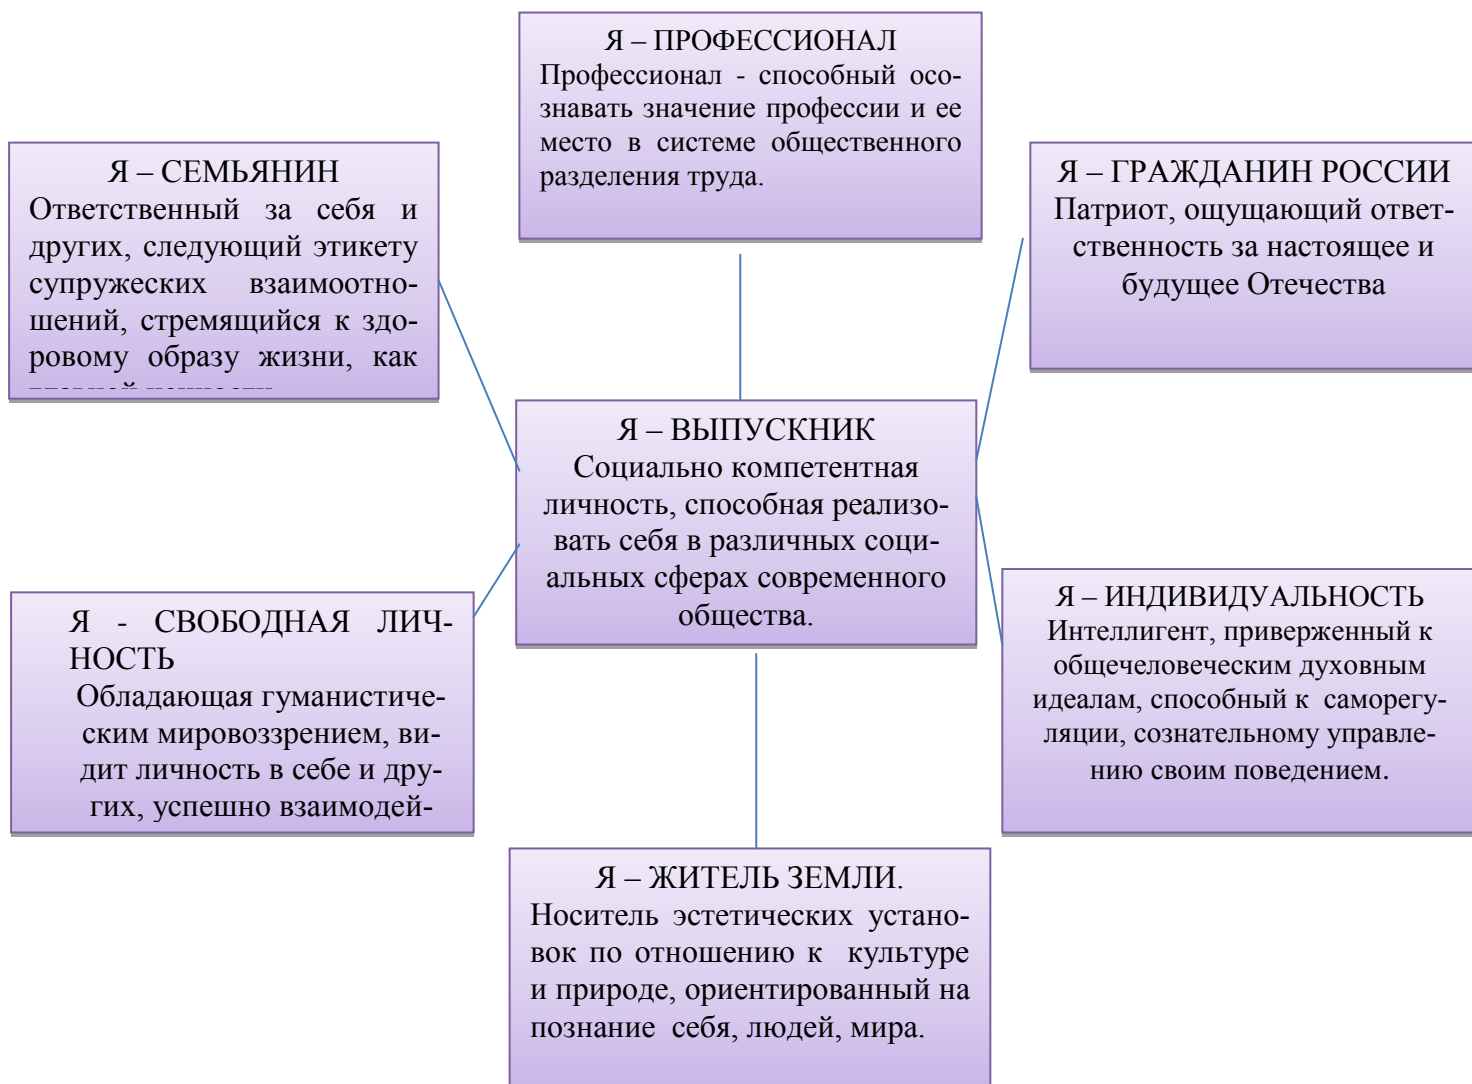 Я – ПРОФЕССИОНАЛ
Профессионал - способный осо-
знавать значение профессии и ее
место в системе общественного
разделения труда.
Я – СЕМЬЯНИН
Ответственный за себя и
других, следующий этикету
супружеских взаимоотно-
шений, стремящийся к здо-
ровому образу жизни, как
Я – ГРАЖДАНИН РОССИИ
Патриот, ощущающий ответ-
ственность за настоящее и
будущее Отечества
Я – ВЫПУСКНИК
Социально компетентная
личность, способная реализо-
вать себя в различных соци-
альных сферах современного
общества.
Я - СВОБОДНАЯ ЛИЧ-
НОСТЬ
Обладающая гуманистиче-
ским мировоззрением, ви-
дит личность в себе и дру-
гих, успешно взаимодей-
Я – ИНДИВИДУАЛЬНОСТЬ
Интеллигент, приверженный к
общечеловеческим духовным
идеалам, способный к саморегу-
ляции, сознательному управле-
нию своим поведением.
Я – ЖИТЕЛЬ ЗЕМЛИ.
Носитель эстетических устано-
вок по отношению к культуре
и природе, ориентированный на
познание себя, людей, мира.